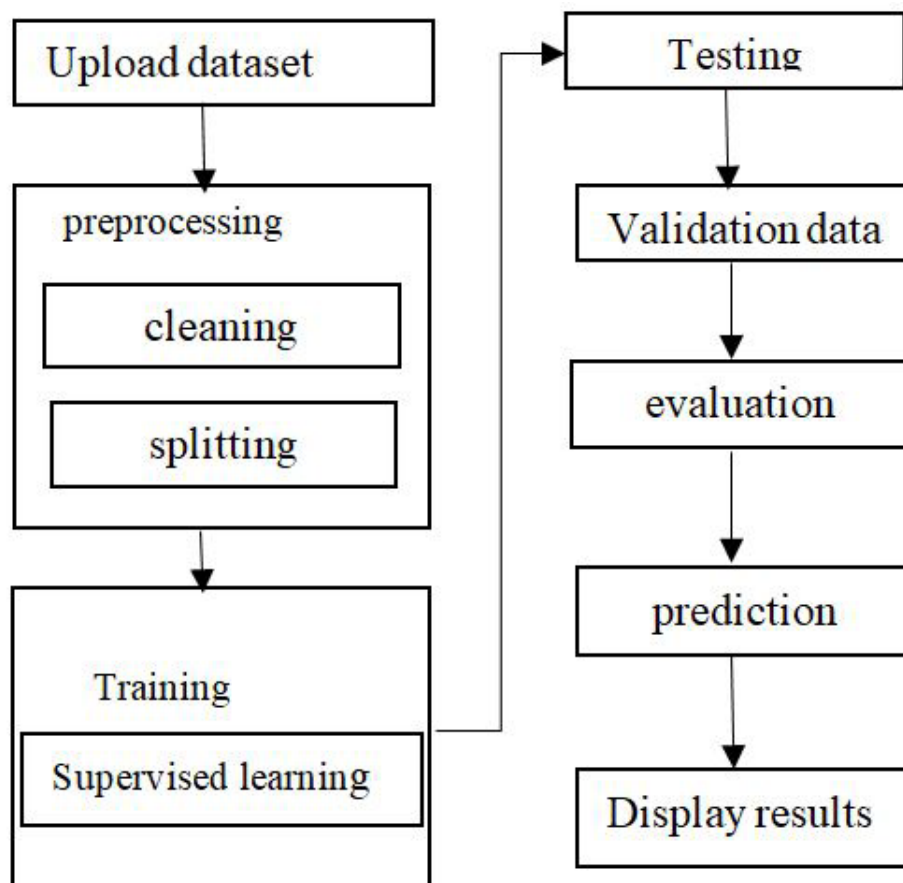 Upload dataset
preprocessing
cleaning
splitting
Training
Supervised learning
Testing
Validation data
evaluation
prediction
Display results